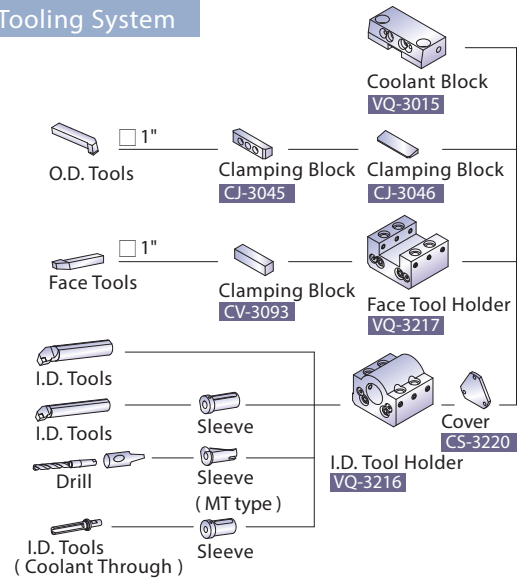 Tooling System
Coolant Block
VQ-3015
□ 1"
O.D. Tools
Clamping Block
CJ-3045
Clamping Block
CJ-3046
□ 1"
Face Tools
Clamping Block
CV-3093
Face Tool Holder
VQ-3217
I.D. Tools
I.D. Tools
Sleeve
Cover
CS-3220
I.D. Tool Holder
VQ-3216
Drill
Sleeve
( MT type )
I.D. Tools
( Coolant Through )
Sleeve